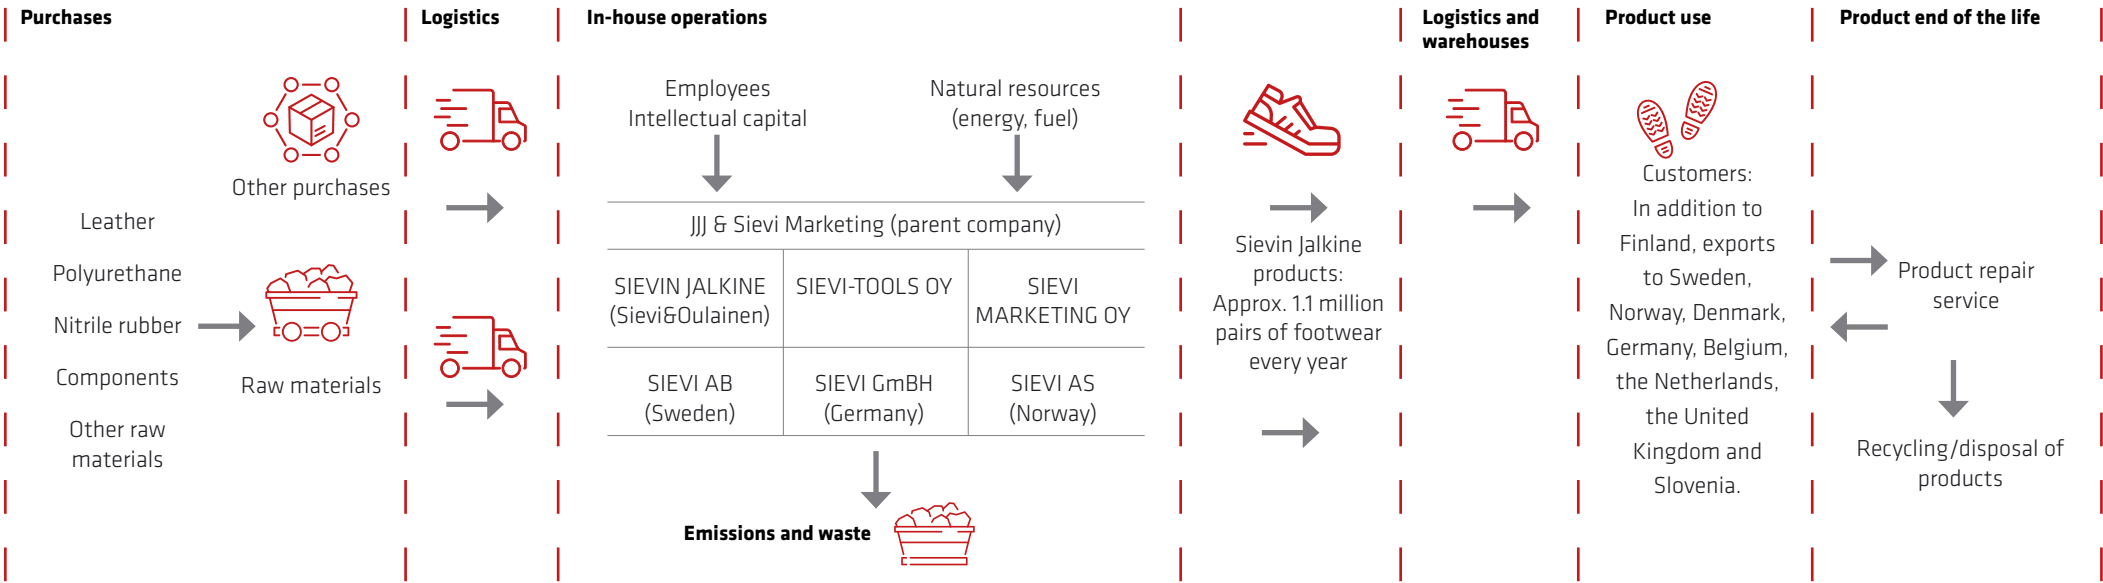 Purchases
Other purchases
Leather
Polyurethane
Nitrile rubber
Components
Other raw
materials
Raw materials
Logistics
In-house operations
Employees
Intellectual capital
Natural resources
(energy, fuel)
JJJ & Sievi Marketing (parent company)
SIEVIN JALKINE
(Sievi&Oulainen)
SIEVI-TOOLS OY
SIEVI
MARKETING OY
SIEVI AB
(Sweden)
SIEVI GmBH
(Germany)
SIEVI AS
(Norway)
Emissions and waste
Sievin Jalkine
products:
Approx. 1.1 million
pairs of footwear
every year
Logistics and
warehouses
Product use
Customers:
In addition to
Finland, exports
to Sweden,
Norway, Denmark,
Germany, Belgium,
the Netherlands,
the United
Kingdom and
Slovenia.
Product end of the life
Product repair
service
Recycling/disposal of
products